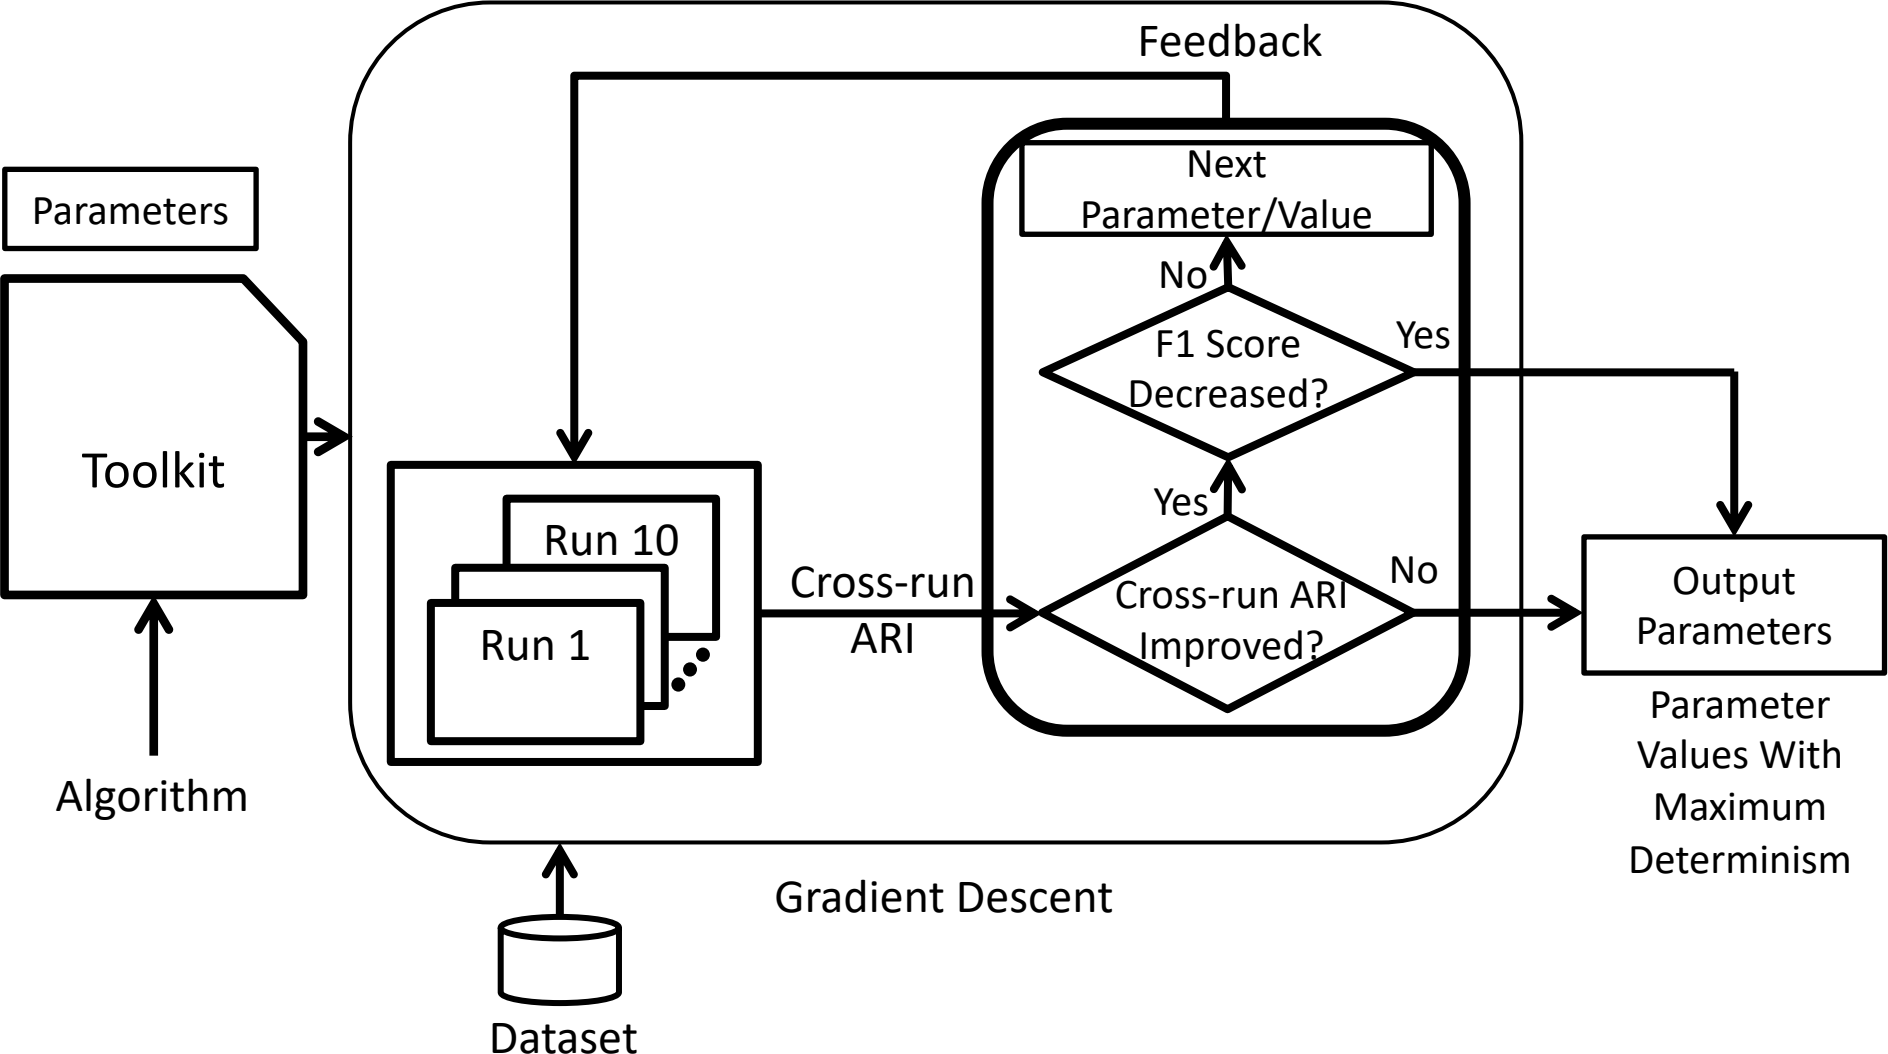 Feedback
Next
Parameter/Value
Parameters
No
F1 Score
Decreased?
Yes
Toolkit
Yes
Run 10
Cross-run
ARI
Run 1
Cross-run ARI
Improved?
No
Output
Parameters
Parameter
Values With
Maximum
Determinism
Algorithm
Gradient Descent
Dataset